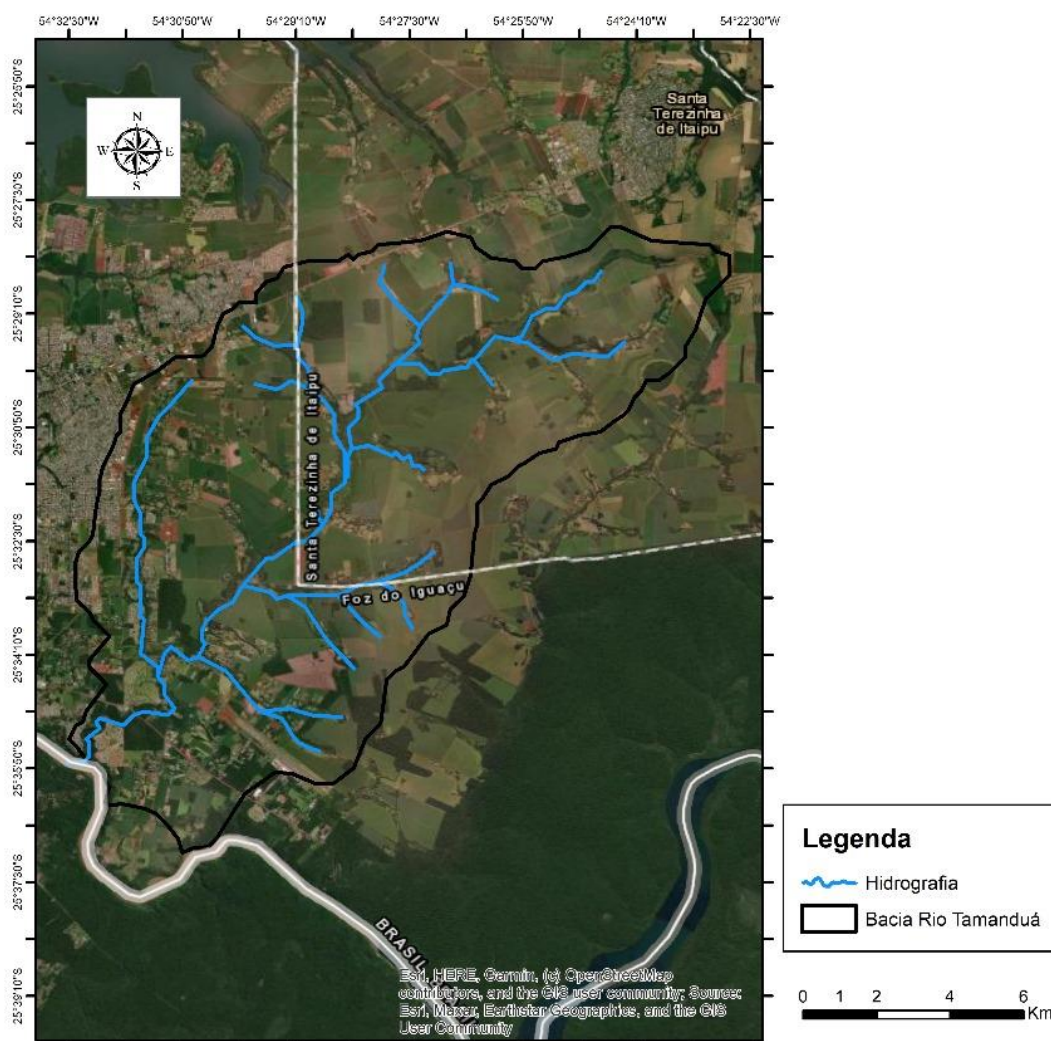 54°32'30"W 54°30'50"W 54°29'10"W 54°27'30"W 54°25'50"W 54°24'10"W 54°22'30"W
25°26'50"S
25°27'30"S
25°29'10"S
25°30'50"S
25°32'30"S
25°34'10"S
25°35'50"S
25°37'30"S
25°39'10"S
N
W E
S
Santa
Terezinha
de Itaipu
Santa Terezinha de Itaipu
Foz do Iguaçu
BRASIL
Esri, HERE, Garmin, (c) OpenStreetMap
contributors, and the GIS user community; Source:
Esri, Maxar, Earthstar Geographics, and the GIS
User Community
Legenda
Hidrografia
Bacia Rio Tamanduá
0 1 2 4 6
Km